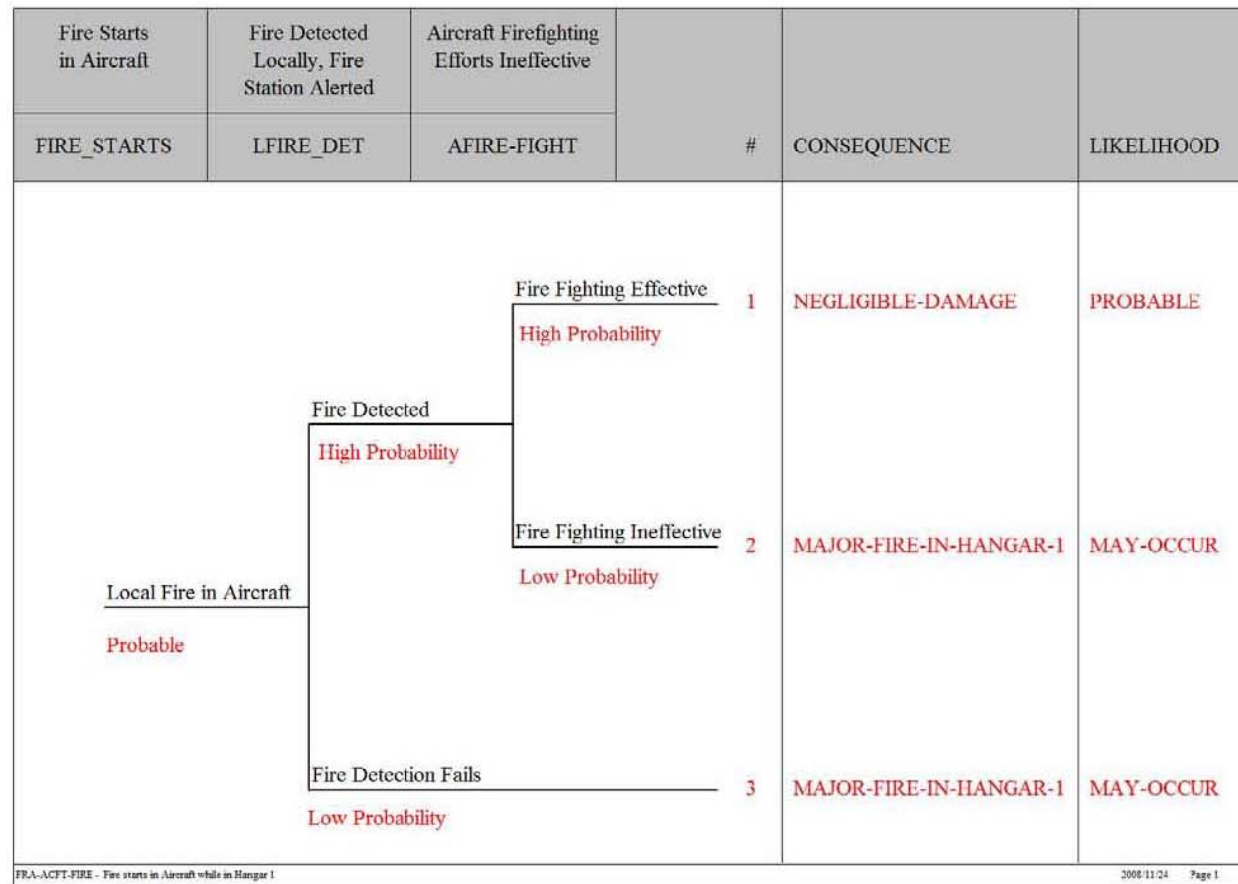 Fire Starts
in Aircraft
Fire Detected
Locally, Fire
Station Alerted
Aircraft Firefighting
Efforts Ineffective
FIRE_STARTS
LFIRE_DET
AFIRE-FIGHT
#
CONSEQUENCE
LIKELIHOOD
Fire Fighting Effective
High Probability
1
NEGLIGIBLE-DAMAGE
PROBABLE
Fire Detected
High Probability
Fire Fighting Ineffective
Low Probability
2
MAJOR-FIRE-IN-HANGAR-1
MAY-OCCUR
Local Fire in Aircraft
Probable
Fire Detection Fails
Low Probability
3
MAJOR-FIRE-IN-HANGAR-1
MAY-OCCUR
FRA-ACFT-FIRE - Fire starts in Aircraft while in Hangar 1
2008/11/24 Page 1